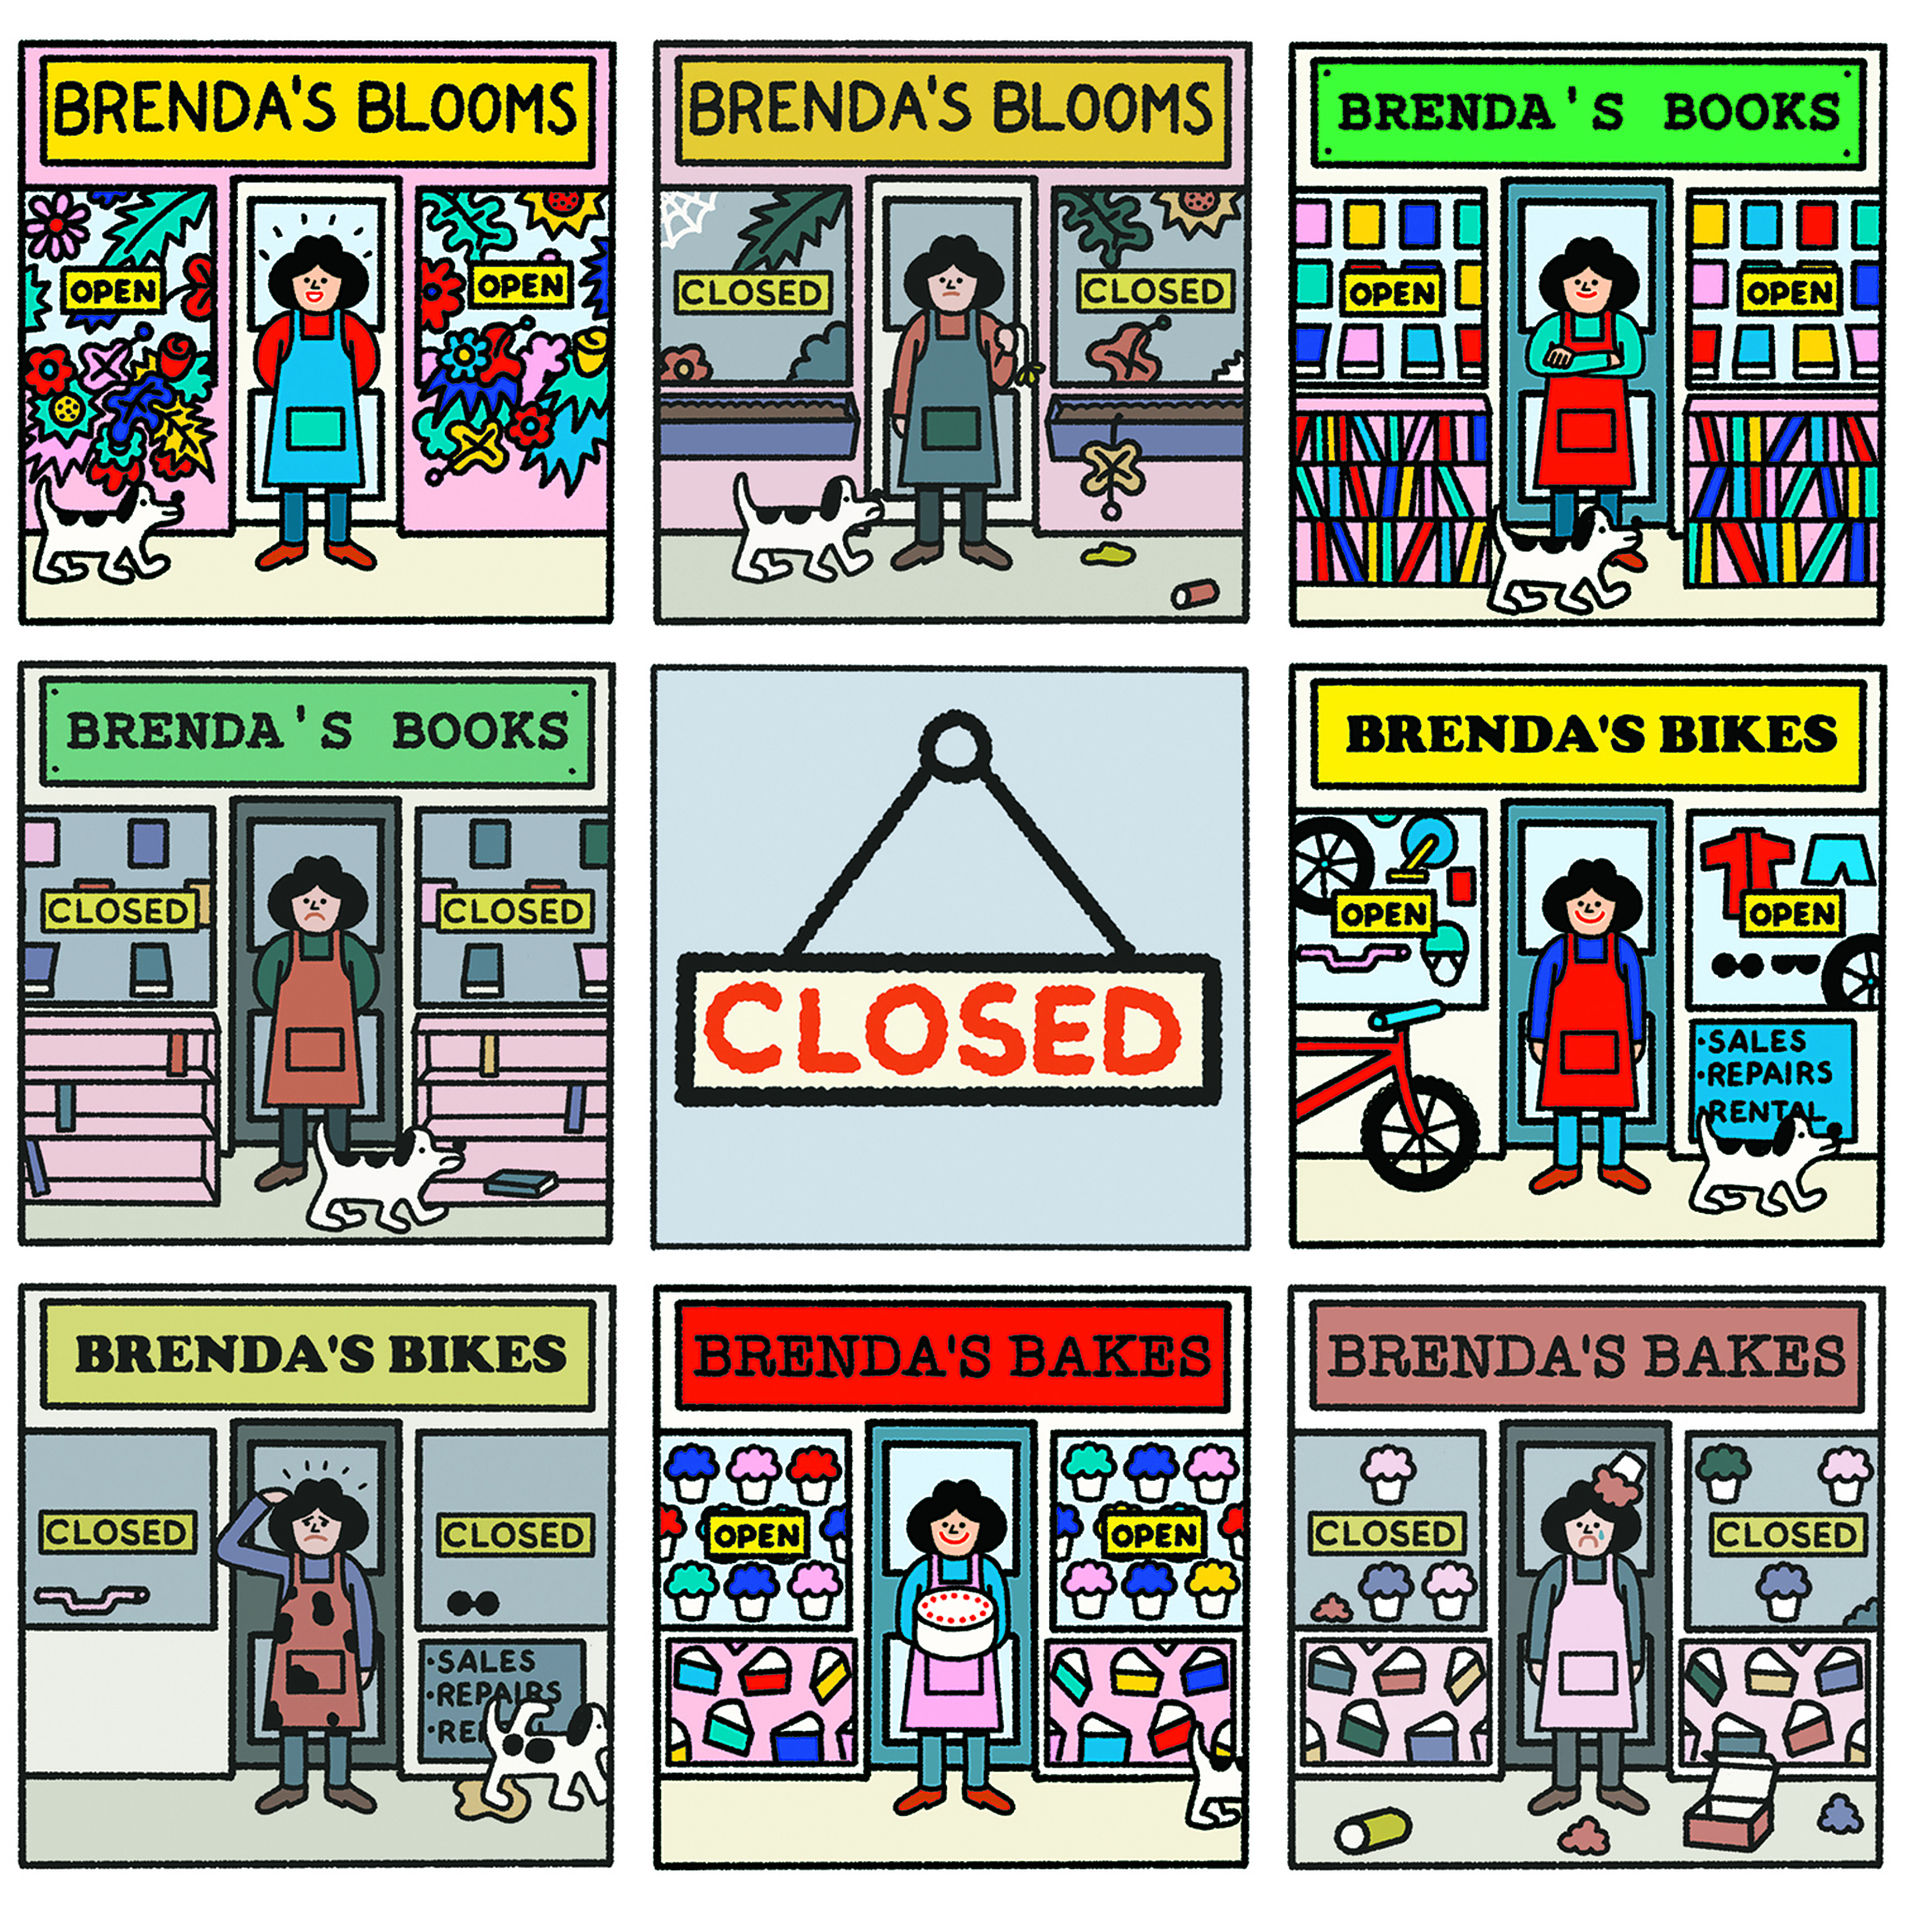 BRENDA'S BLOOMS
OPEN
OPEN
BRENDA'S BLOOMS
CLOSED
CLOSED
BRENDA'S BOOKS
OPEN
OPEN
BRENDA'S BOOKS
CLOSED
CLOSED
CLOSED
BRENDA'S BIKES
OPEN
OPEN
•SALES
•REPAIRS
•RENTAL
BRENDA'S BIKES
CLOSED
CLOSED
•SALES
•REPAIRS
•RE
BRENDA'S BAKES
OPEN
OPEN
BRENDA'S BAKES
CLOSED
CLOSED